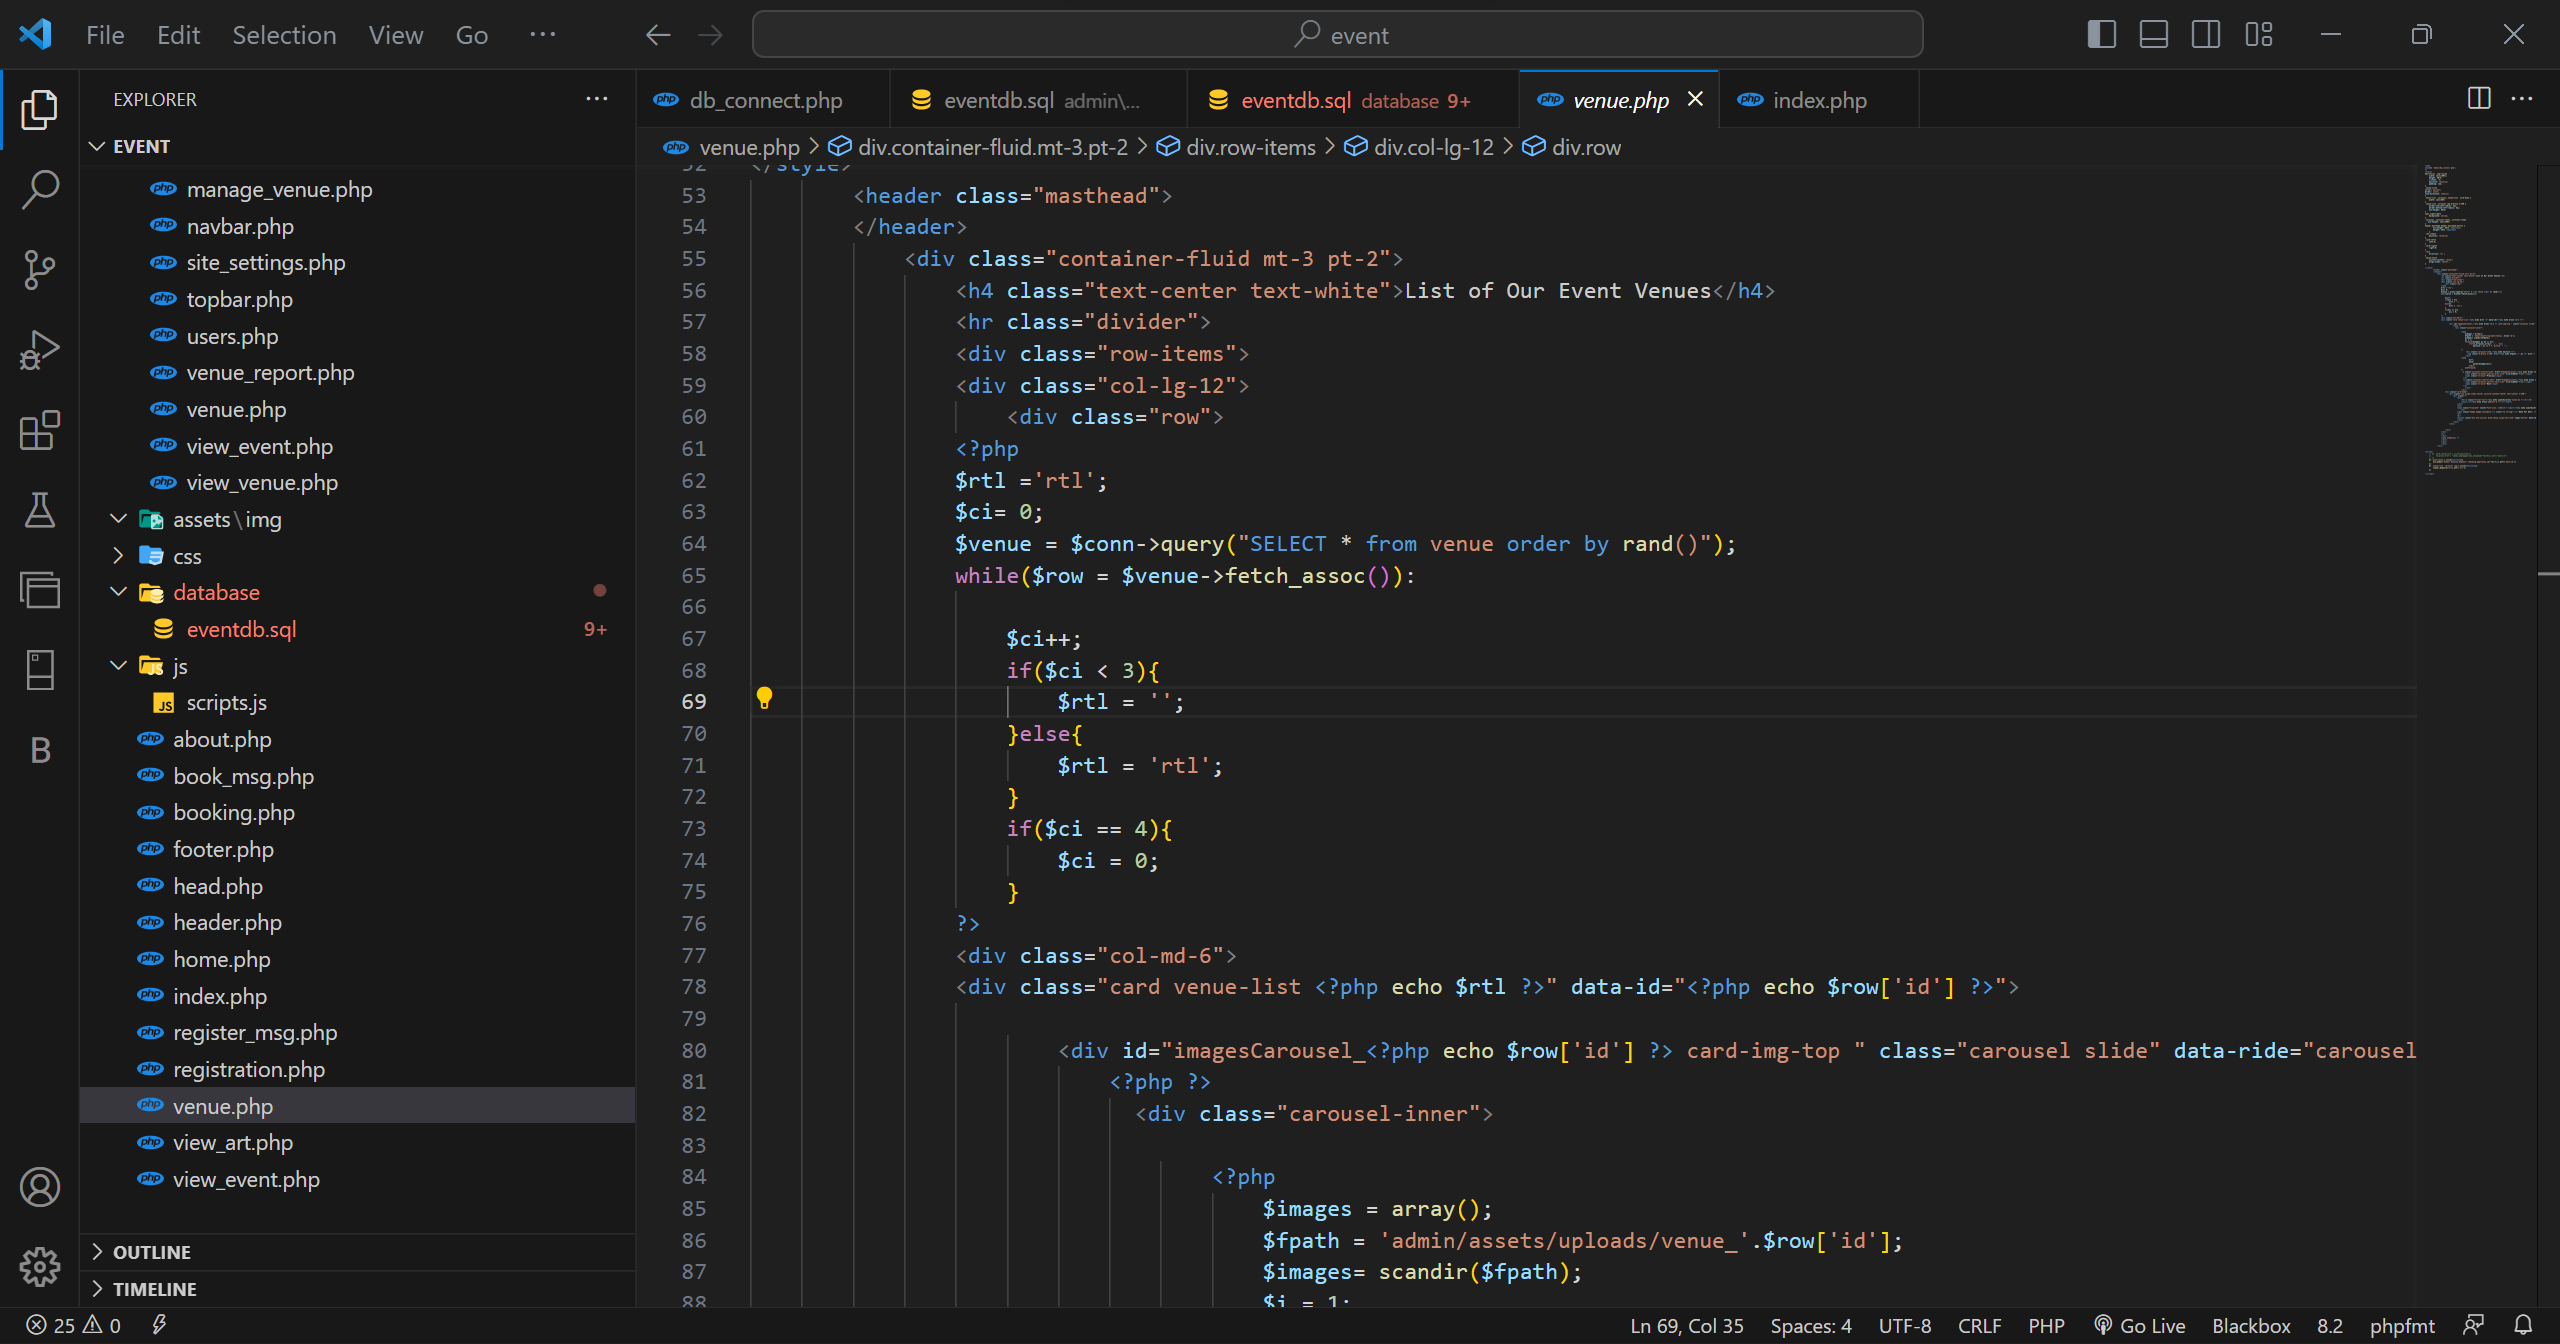 File Edit Selection View Go ··· event
EXPLORER ···
EVENT
manage_venue.php
navbar.php
site_settings.php
topbar.php
users.php
venue_report.php
venue.php
view_event.php
view_venue.php
assets\img
css
database
eventdb.sql 9+
js
scripts.js
about.php
book_msg.php
booking.php
footer.php
head.php
header.php
home.php
index.php
register_msg.php
registration.php
venue.php
view_art.php
view_event.php
OUTLINE
TIMELINE
B
db_connect.php eventdb.sql admin\... eventdb.sql database 9+ venue.php index.php
venue.php > div.container-fluid.mt-3.pt-2 > div.row-items > div.col-lg-12 > div.row
52 </style>
53 <header class="masthead">
54 </header>
55 <div class="container-fluid mt-3 pt-2">
56 <h4 class="text-center text-white">List of Our Event Venues</h4>
57 <hr class="divider">
58 <div class="row-items">
59 <div class="col-lg-12">
60 <div class="row">
61 <?php
62 $rtl ='rtl';
63 $ci= 0;
64 $venue = $conn->query("SELECT * from venue order by rand()");
65 while($row = $venue->fetch_assoc()):
66
67 $ci++;
68 if($ci < 3){
69 $rtl = '';
70 }else{
71 $rtl = 'rtl';
72 }
73 if($ci == 4){
74 $ci = 0;
75 }
76 ?>
77 <div class="col-md-6">
78 <div class="card venue-list <?php echo $rtl ?>" data-id="<?php echo $row['id'] ?>">
79
80 <div id="imagesCarousel_<?php echo $row['id'] ?> card-img-top " class="carousel slide" data-ride="carousel
81 <?php ?>
82 <div class="carousel-inner">
83
84 <?php
85 $images = array();
86 $fpath = 'admin/assets/uploads/venue_'.$row['id'];
87 $images= scandir($fpath);
88 $i = 1;
25 0 Ln 69, Col 35 Spaces: 4 UTF-8 CRLF PHP Go Live Blackbox 8.2 phpfmt